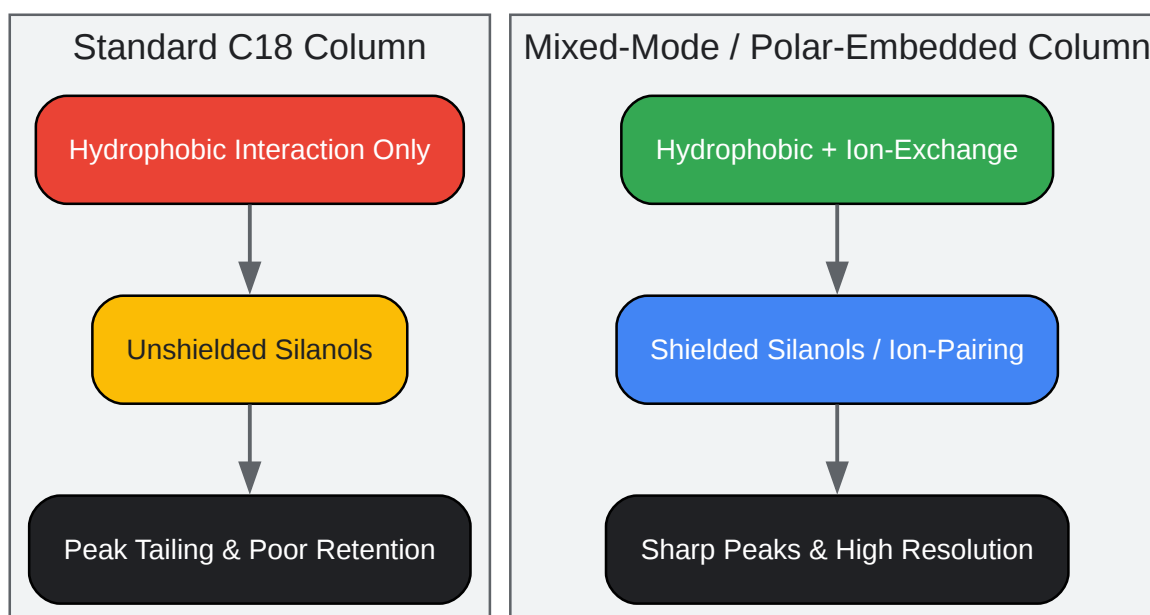 Standard C18 Column
Hydrophobic Interaction Only
Unshielded Silanols
Peak Tailing & Poor Retention
Mixed-Mode / Polar-Embedded Column
Hydrophobic + Ion-Exchange
Shielded Silanols / Ion-Pairing
Sharp Peaks & High Resolution